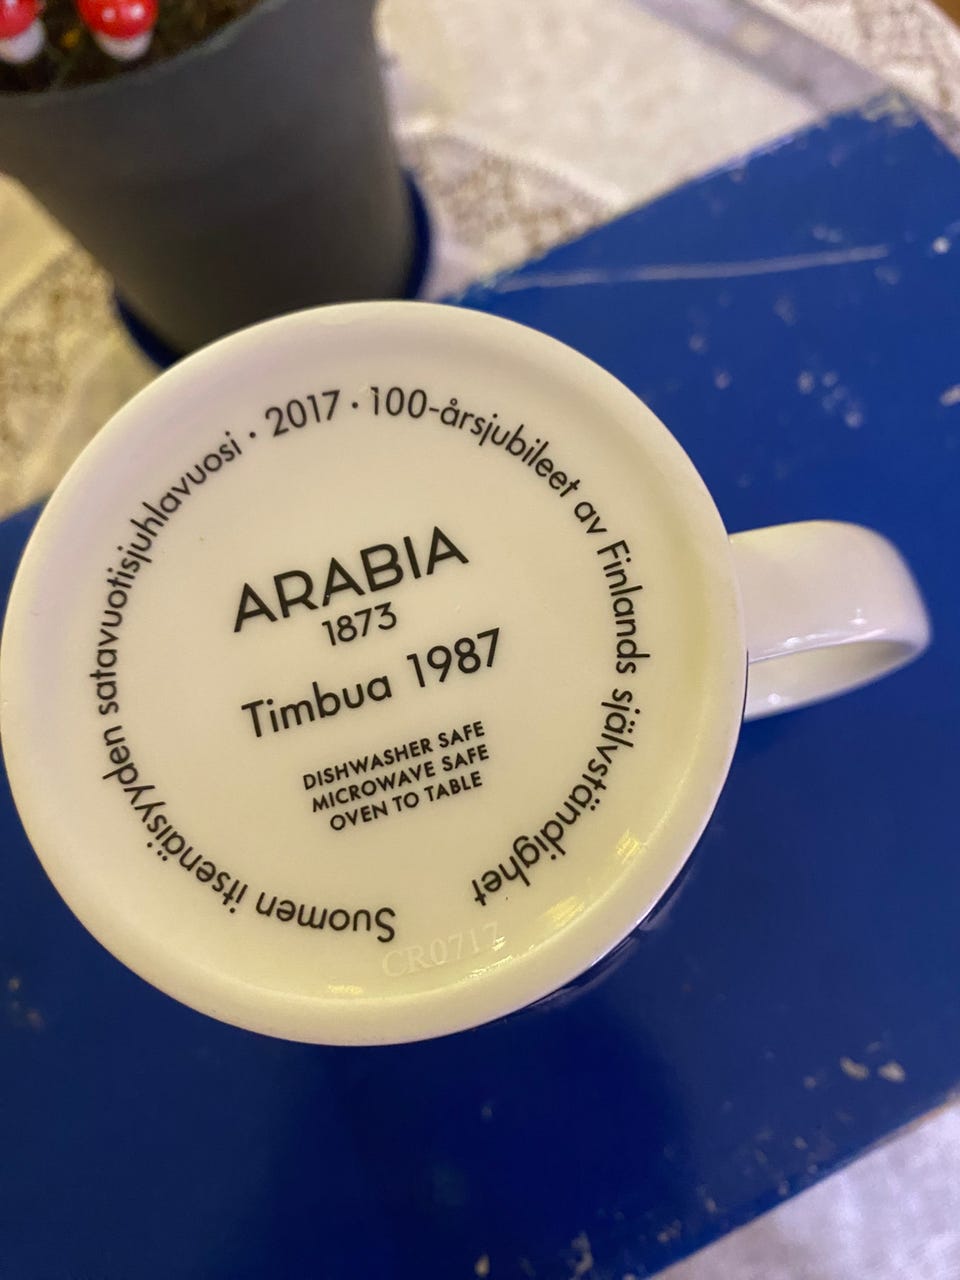 Suomen itsenäisyyden satavuotisjuhlavuosi · 2017 · 100-årsjubileet av Finlands självständighet
ARABIA
1873
Timbua 1987
DISHWASHER SAFE
MICROWAVE SAFE
OVEN TO TABLE
CR0717